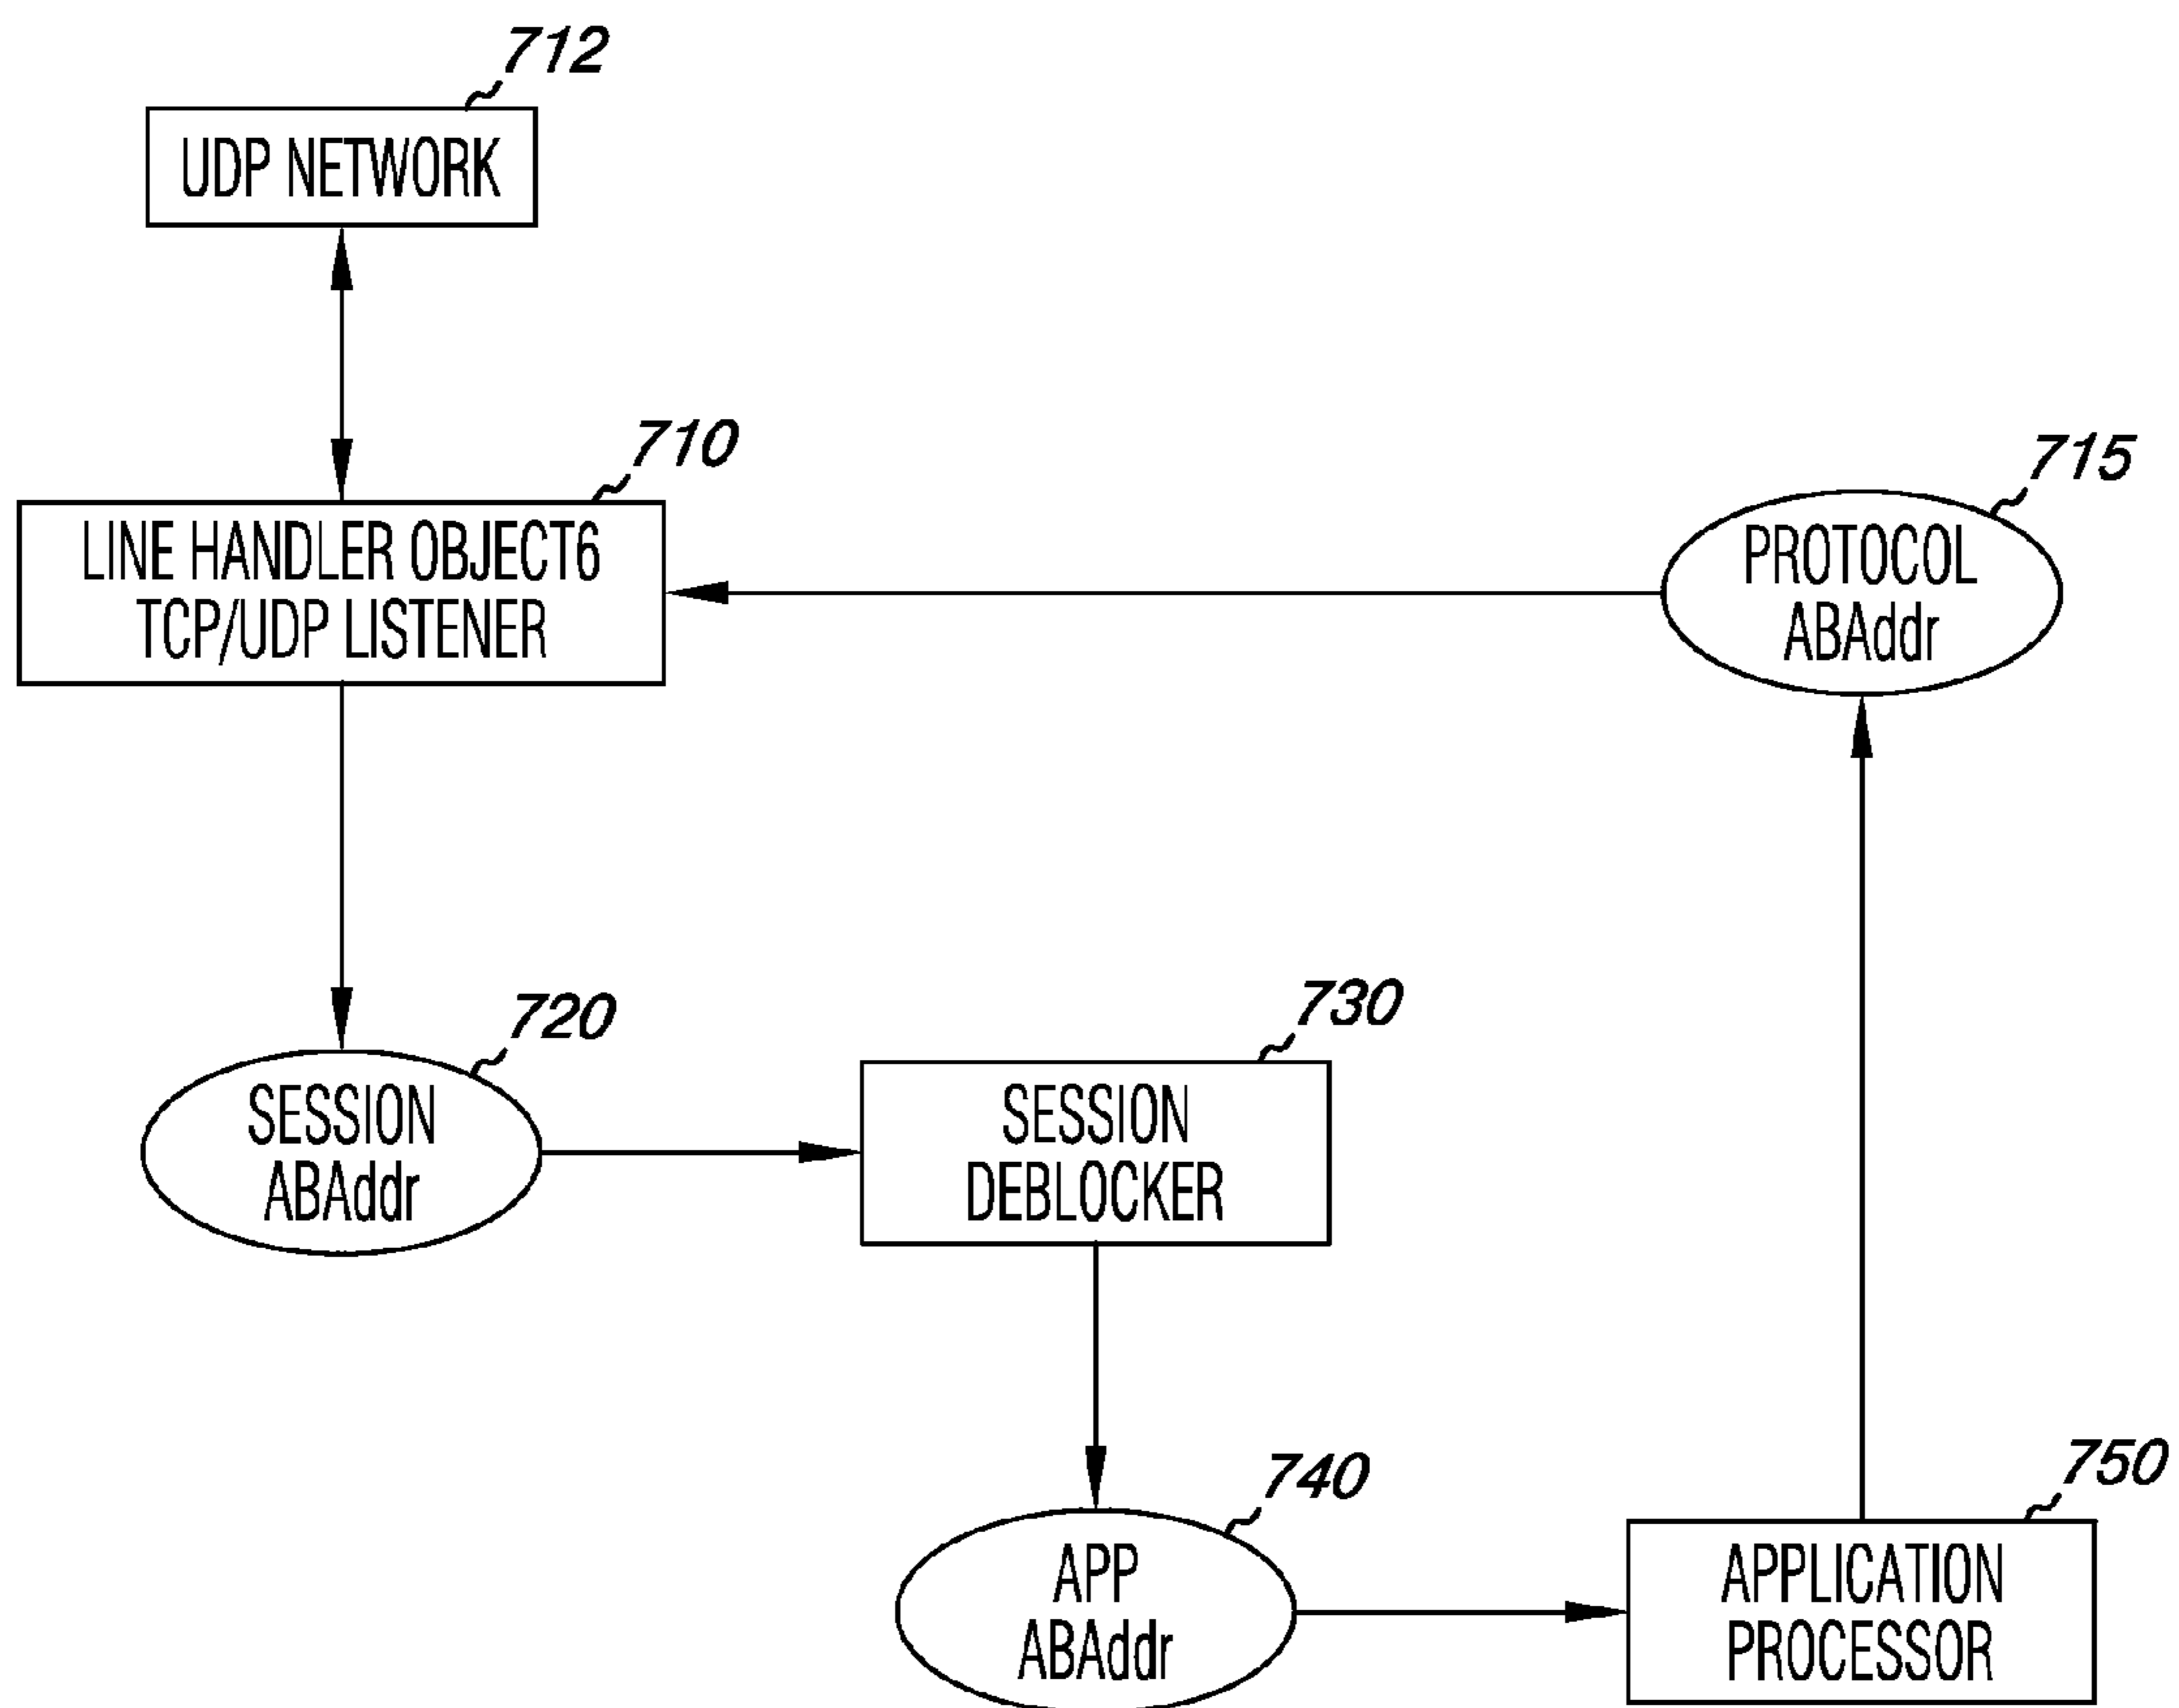 712
UDP NETWORK
710
LINE HANDLER OBJECT6
TCP/UDP LISTENER
715
PROTOCOL
ABAddr
720
SESSION
ABAddr
730
SESSION
DEBLOCKER
740
APP
ABAddr
750
APPLICATION
PROCESSOR